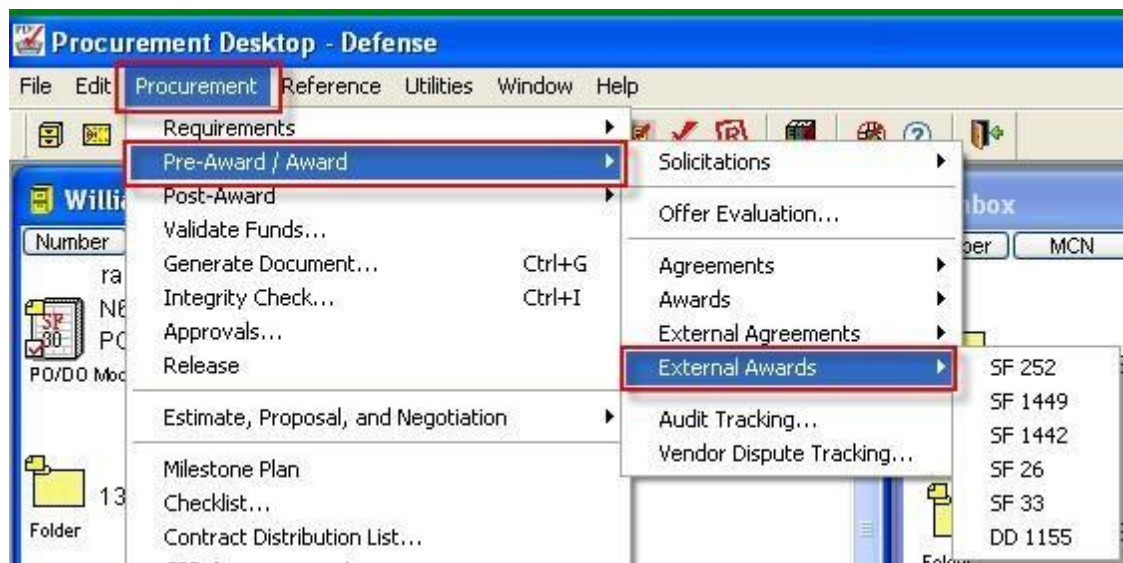 Procurement Desktop - Defense
File Edit Procurement Reference Utilities Window Help
Requirements
Pre-Award / Award
Post-Award
Validate Funds...
Generate Document... Ctrl+G
Integrity Check... Ctrl+I
Approvals...
Release
Estimate, Proposal, and Negotiation
Milestone Plan
Checklist...
Contract Distribution List...
Solicitations
Offer Evaluation...
Agreements
Awards
External Agreements
External Awards
Audit Tracking...
Vendor Dispute Tracking...
SF 252
SF 1449
SF 1442
SF 26
SF 33
DD 1155
Number
SF
30
PO/DO Mod
13
Folder
MCN